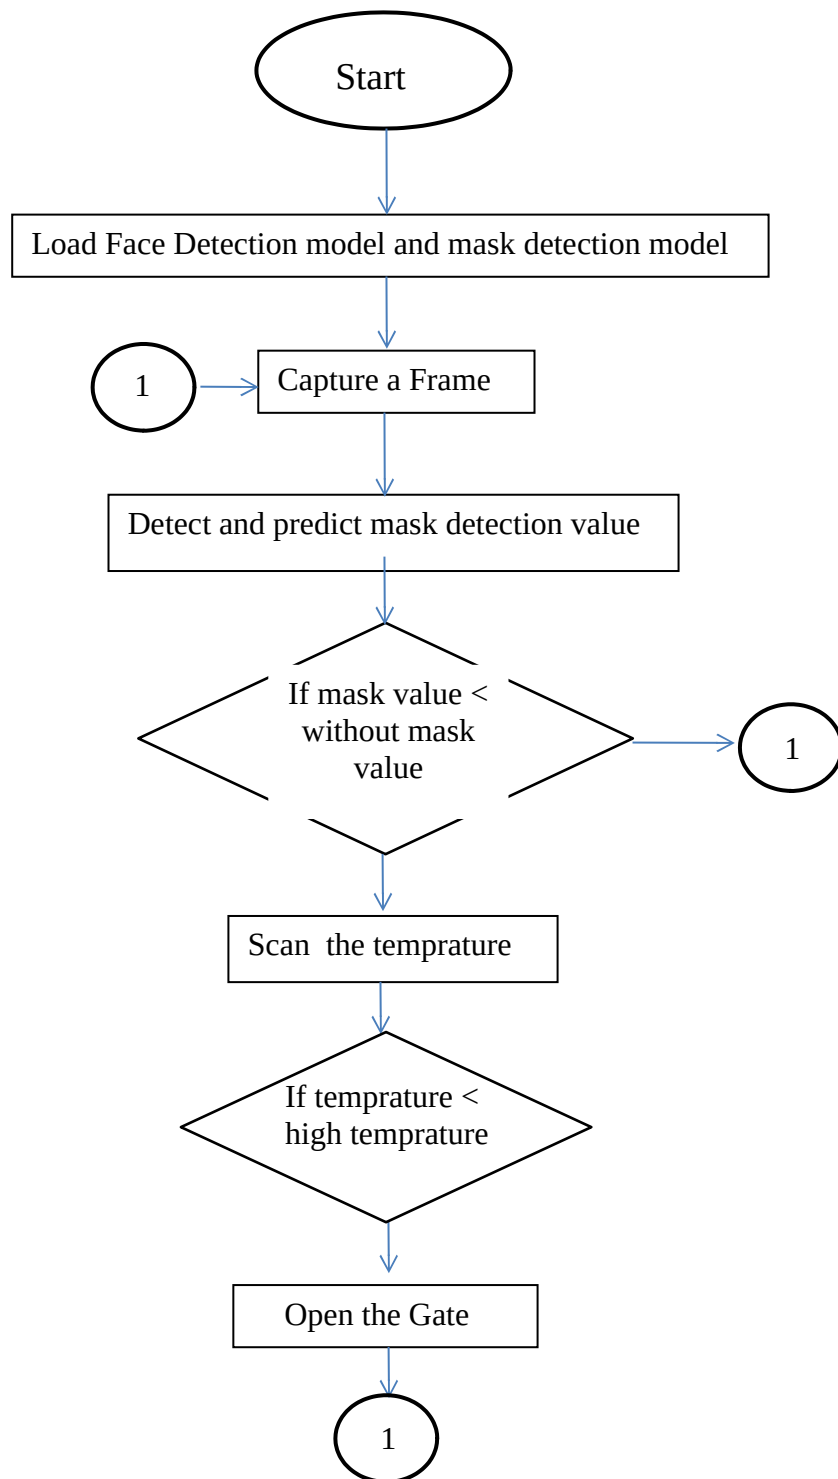 Start
Load Face Detection model and mask detection model
1
Capture a Frame
Detect and predict mask detection value
If mask value <
without mask
value
1
Scan  the temprature
If temprature <
high temprature
Open the Gate
1